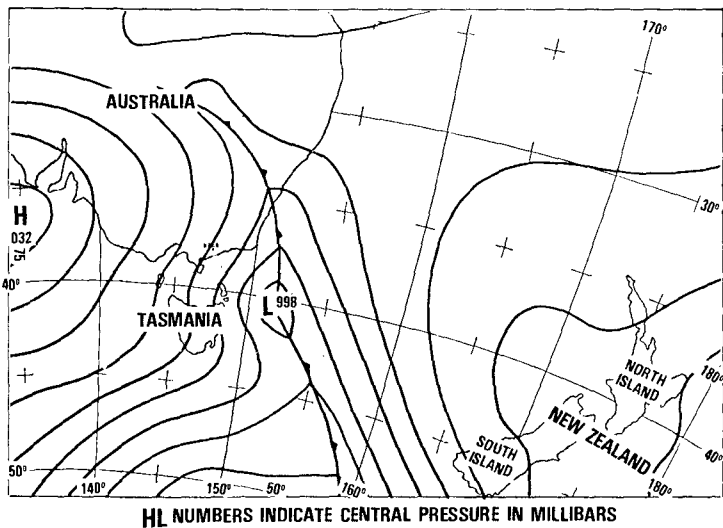 170°
AUSTRALIA
H
032
30°
40°
L 998
TASMANIA
NORTH
ISLAND
180°
NEW ZEALAND
SOUTH
ISLAND
40°
50°
140°
150°
50°
160°
180°
HL NUMBERS INDICATE CENTRAL PRESSURE IN MILLIBARS